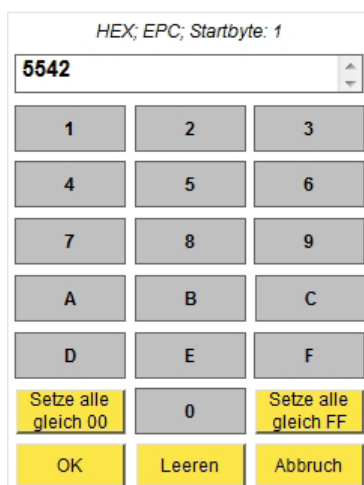 HEX; EPC; Startbyte: 1
5542
1 2 3
4 5 6
7 8 9
A B C
D E F
Setze alle gleich 00 0 Setze alle gleich FF
OK Leeren Abbruch